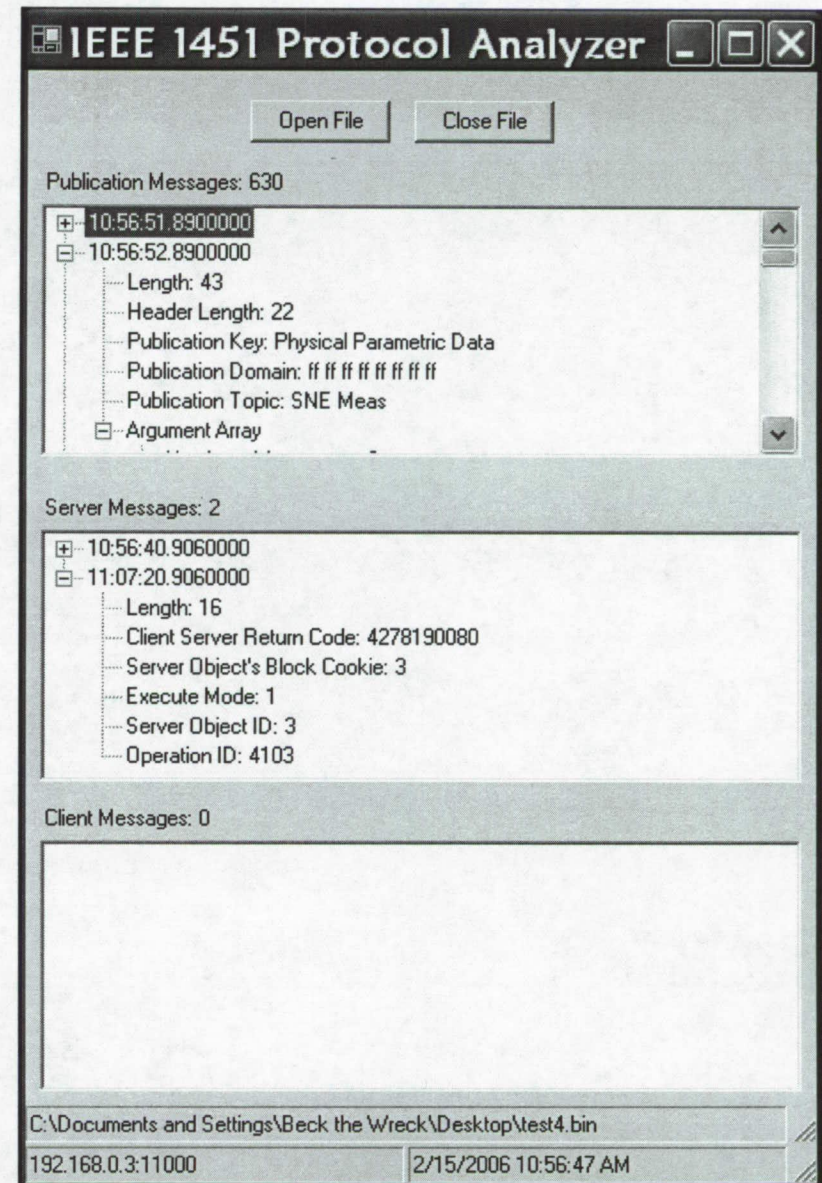 IEEE 1451 Protocol Analyzer
Open File
Close File
Publication Messages: 630
10:56:51.8900000
10:56:52.8900000
Length: 43
Header Length: 22
Publication Key: Physical Parametric Data
Publication Domain: ff ff ff ff ff ff ff ff
Publication Topic: SNE Meas
Argument Array
Server Messages: 2
10:56:40.9060000
11:07:20.9060000
Length: 16
Client Server Return Code: 4278190080
Server Object's Block Cookie: 3
Execute Mode: 1
Server Object ID: 3
Operation ID: 4103
Client Messages: 0
C:\Documents and Settings\Beck the Wreck\Desktop\test4.bin
192.168.0.3:11000
2/15/2006 10:56:47 AM